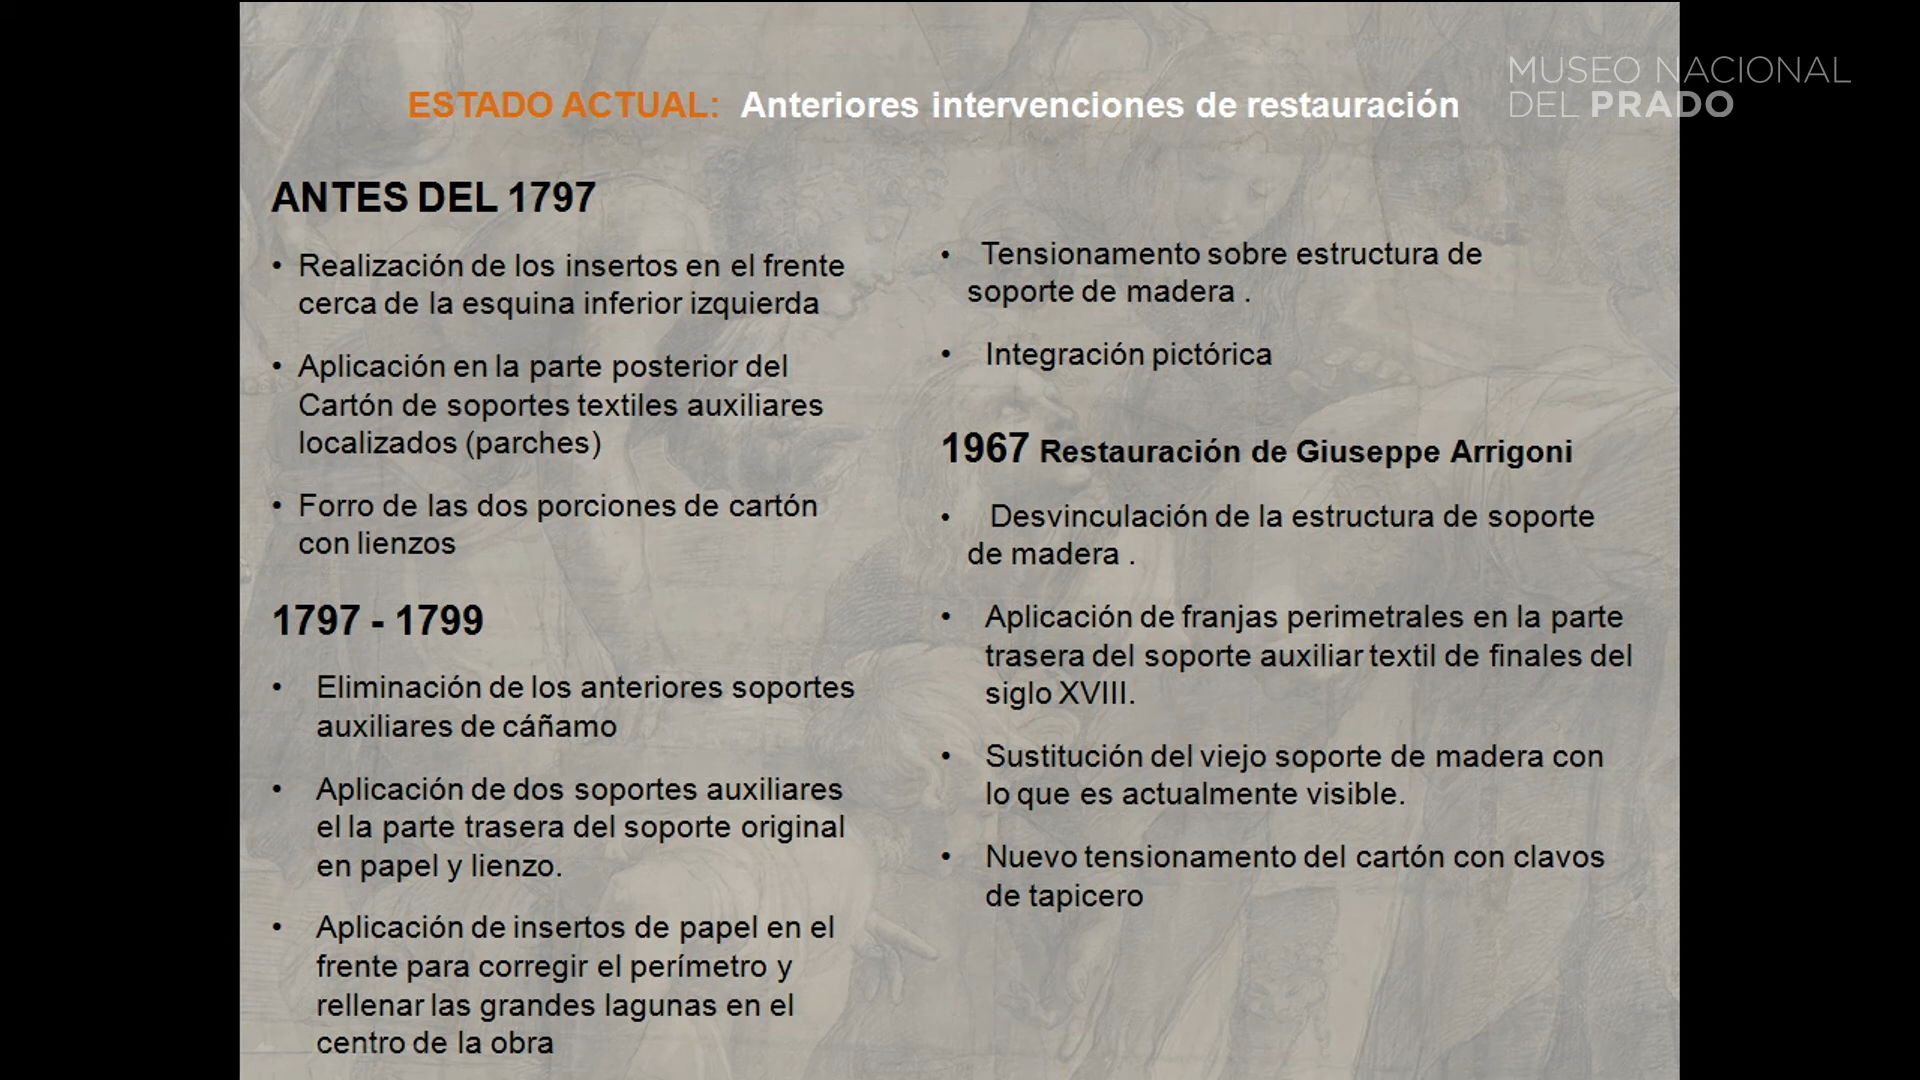 MUSEO NACIONAL
DEL PRADO
ESTADO ACTUAL: Anteriores intervenciones de restauración
ANTES DEL 1797
• Realización de los insertos en el frente
cerca de la esquina inferior izquierda
• Aplicación en la parte posterior del
Cartón de soportes textiles auxiliares
localizados (parches)
• Forro de las dos porciones de cartón
con lienzos
1797 - 1799
• Eliminación de los anteriores soportes
auxiliares de cáñamo
• Aplicación de dos soportes auxiliares
el la parte trasera del soporte original
en papel y lienzo.
• Aplicación de insertos de papel en el
frente para corregir el perímetro y
rellenar las grandes lagunas en el
centro de la obra
• Tensionamento sobre estructura de
soporte de madera .
• Integración pictórica
1967 Restauración de Giuseppe Arrigoni
• Desvinculación de la estructura de soporte
de madera .
• Aplicación de franjas perimetrales en la parte
trasera del soporte auxiliar textil de finales del
siglo XVIII.
• Sustitución del viejo soporte de madera con
lo que es actualmente visible.
• Nuevo tensionamento del cartón con clavos
de tapicero